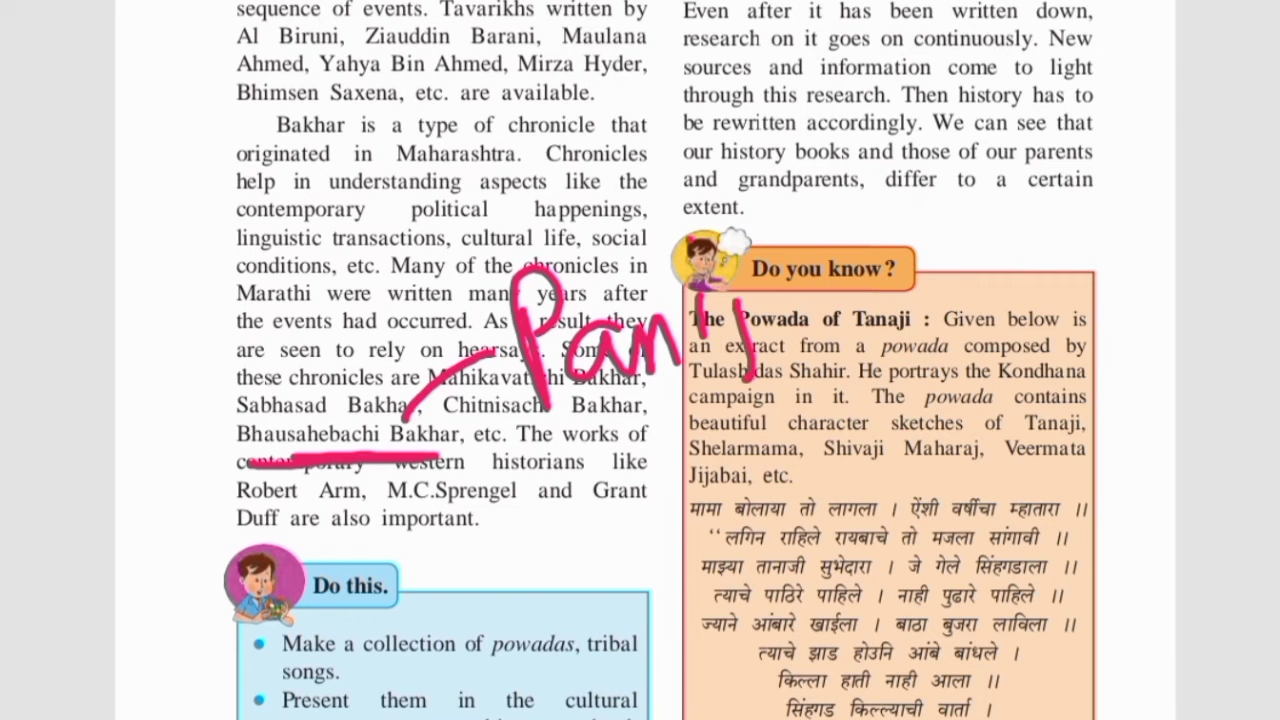 sequence of events. Tavarikhs written by
Al Biruni, Ziauddin Barani, Maulana
Ahmed, Yahya Bin Ahmed, Mirza Hyder,
Bhimsen Saxena, etc. are available.
Bakhar is a type of chronicle that
originated in Maharashtra. Chronicles
help in understanding aspects like the
contemporary political happenings,
linguistic transactions, cultural life, social
conditions, etc. Many of the chronicles in
Marathi were written many years after
the events had occurred. As result they
are seen to rely on hearsay. Some of
these chronicles are Mahikavatichi Bakhar,
Sabhasad Bakhar, Chitnisachi Bakhar,
Bhausahebachi Bakhar, etc. The works of
contemporary western historians like
Robert Arm, M.C.Sprengel and Grant
Duff are also important.
Do this.
• Make a collection of powadas, tribal
songs.
• Present them in the cultural
Even after it has been written down,
research on it goes on continuously. New
sources and information come to light
through this research. Then history has to
be rewritten accordingly. We can see that
our history books and those of our parents
and grandparents, differ to a certain
extent.
Do you know?
The Powada of Tanaji : Given below is
an extract from a powada composed by
Tulashidas Shahir. He portrays the Kondhana
campaign in it. The powada contains
beautiful character sketches of Tanaji,
Shelarmama, Shivaji Maharaj, Veermata
Jijabai, etc.
मामा बोलाया तो लागला । ऐंशी वर्षीचा म्हातारा ।।
‘‘लगिन राहिले रायबाचे तो मजला सांगावी ।।
माझ्या तानाजी सुभेदारा । जे गेले सिंहगडाला ।।
त्याचे पाठिरे पाहिले । नाही पुढारे पाहिले ।।
ज्याने आंबारे खाईला । बाठा बुजरा लाविला ।।
त्याचे झाड होउनि आंबे बांधले ।
किल्ला हाती नाही आला ।।
सिंहगड किल्ल्याची वार्ता ।